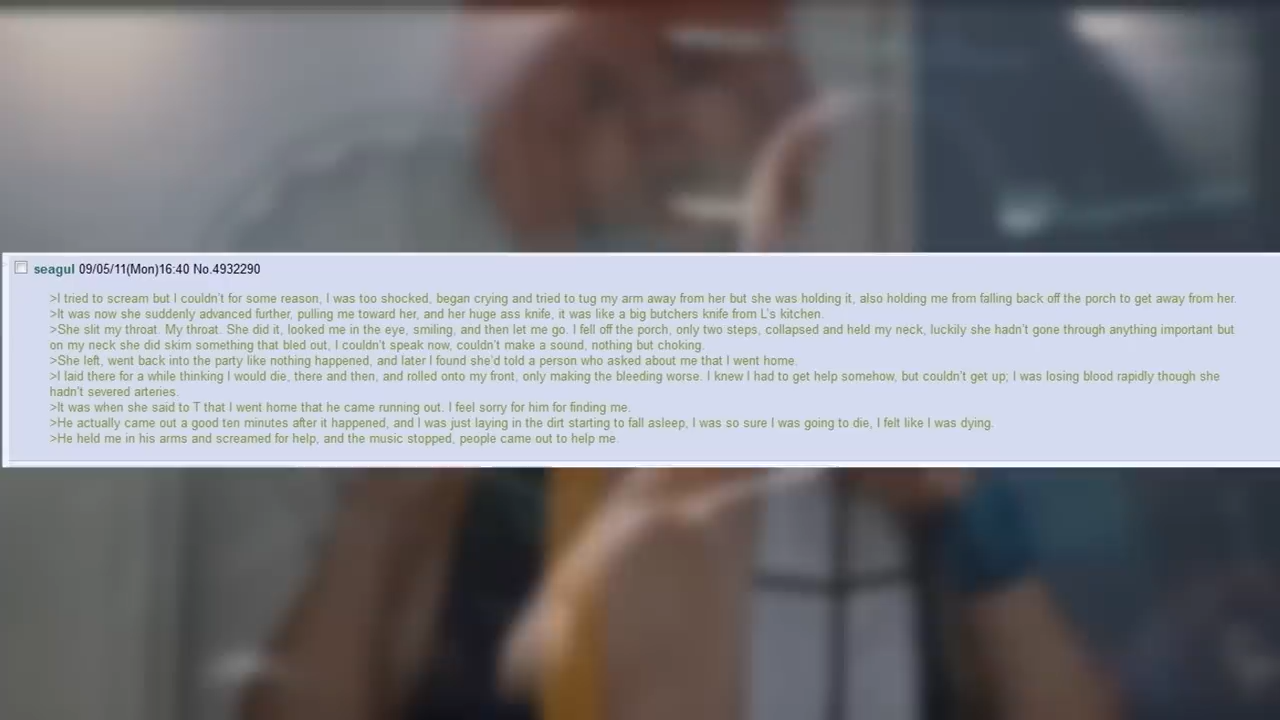 seagul 09/05/11(Mon)16:40 No.4932290
>I tried to scream but I couldn't for some reason, I was too shocked, began crying and tried to tug my arm away from her but she was holding it, also holding me from falling back off the porch to get away from her.
>It was now she suddenly advanced further, pulling me toward her, and her huge ass knife, it was like a big butchers knife from L's kitchen.
>She slit my throat. My throat. She did it, looked me in the eye, smiling, and then let me go. I fell off the porch, only two steps, collapsed and held my neck, luckily she hadn't gone through anything important but
on my neck she did skim something that bled out, I couldn't speak now, couldn't make a sound, nothing but choking.
>She left, went back into the party like nothing happened, and later I found she'd told a person who asked about me that I went home.
>I laid there for a while thinking I would die, there and then, and rolled onto my front, only making the bleeding worse. I knew I had to get help somehow, but couldn't get up; I was losing blood rapidly though she
hadn't severed arteries.
>It was when she said to T that I went home that he came running out. I feel sorry for him for finding me.
>He actually came out a good ten minutes after it happened, and I was just laying in the dirt starting to fall asleep, I was so sure I was going to die, I felt like I was dying.
>He held me in his arms and screamed for help, and the music stopped, people came out to help me.